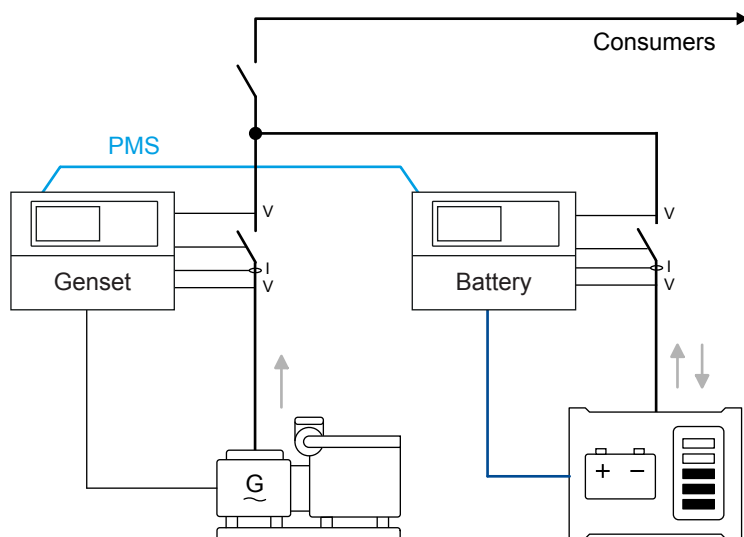 Consumers
PMS
V
V
I
I
Genset
V
Battery
V
G
+ −